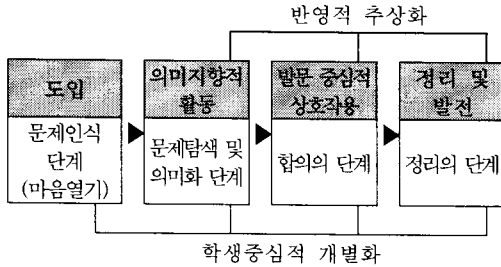 반영적 추상화
도입
문제인식
단계
(마음열기)
의미지향적
활동
문제탐색 및
의미화 단계
발문 중심적
상호작용
합의의 단계
정리 및
발전
정리의 단계
학생중심적 개별화